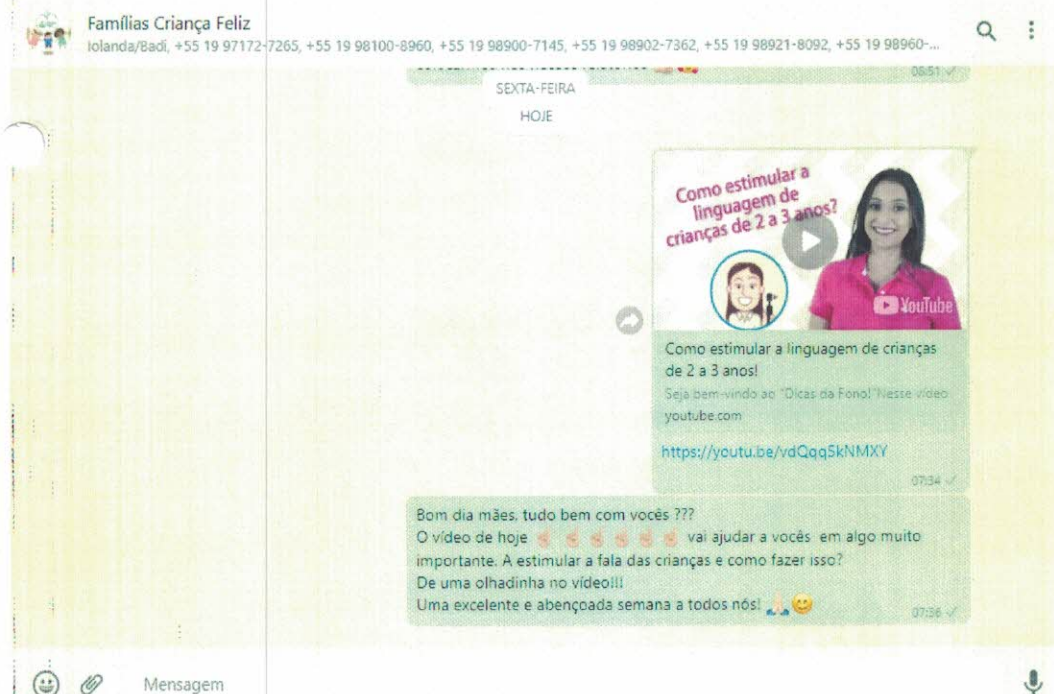 Famílias Criança Feliz
Iolanda/Badi, +55 19 97172-7265, +55 19 98100-8960, +55 19 98900-7145, +55 19 98902-7362, +55 19 98921-8092, +55 19 98960-...
06:51
SEXTA-FEIRA
HOJE
Como estimular a
linguagem de
crianças de 2 a 3 anos?
YouTube
Como estimular a linguagem de crianças
de 2 a 3 anos!
Seja bem-vindo ao "Dicas da Fono!"Nesse vídeo
youtube.com
https://youtu.be/vdQqq5kNMXY
07:34
Bom dia mães, tudo bem com vocês ???
O vídeo de hoje ☝☝☝☝☝☝ vai ajudar a vocês em algo muito
importante. A estimular a fala das crianças e como fazer isso?
De uma olhadinha no vídeo!!!
Uma excelente e abençoada semana a todos nós! 🙏😊
07:36
Mensagem